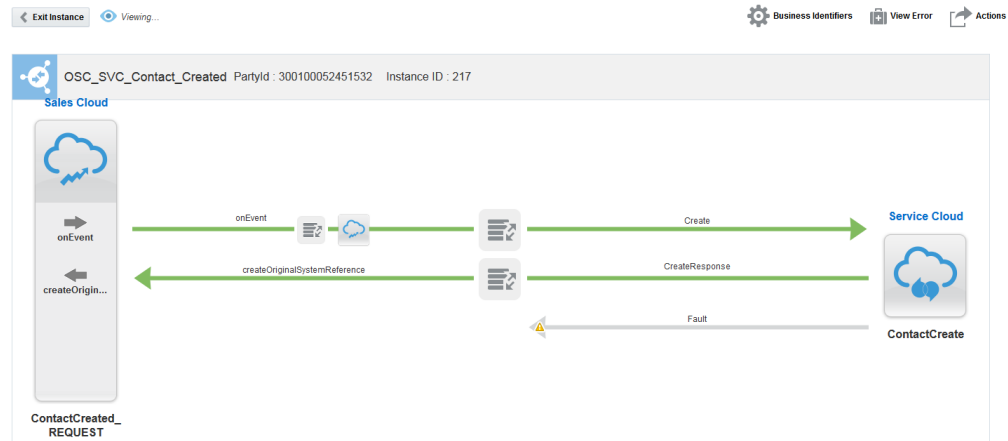 Exit Instance
Viewing...
Business Identifiers
View Error
Actions
OSC_SVC_Contact_Created PartyId : 300100052451532 Instance ID : 217
Sales Cloud
onEvent
createOrigin...
ContactCreated_
REQUEST
onEvent
Create
createOriginalSystemReference
CreateResponse
Fault
Service Cloud
ContactCreate